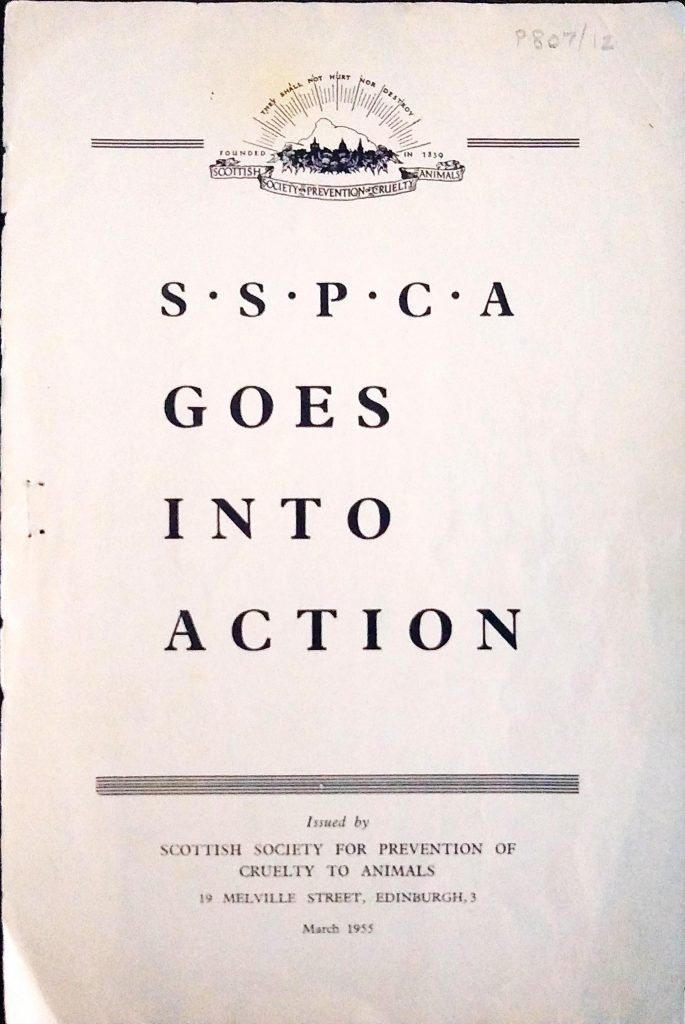 P807/12
THEY SHALL NOT HURT NOR DESTROY
FOUNDED IN 1839
SCOTTISH SOCIETY FOR PREVENTION OF CRUELTY TO ANIMALS
S·S·P·C·A
GOES
INTO
ACTION
Issued by
SCOTTISH SOCIETY FOR PREVENTION OF
CRUELTY TO ANIMALS
19 MELVILLE STREET, EDINBURGH, 3
March 1955